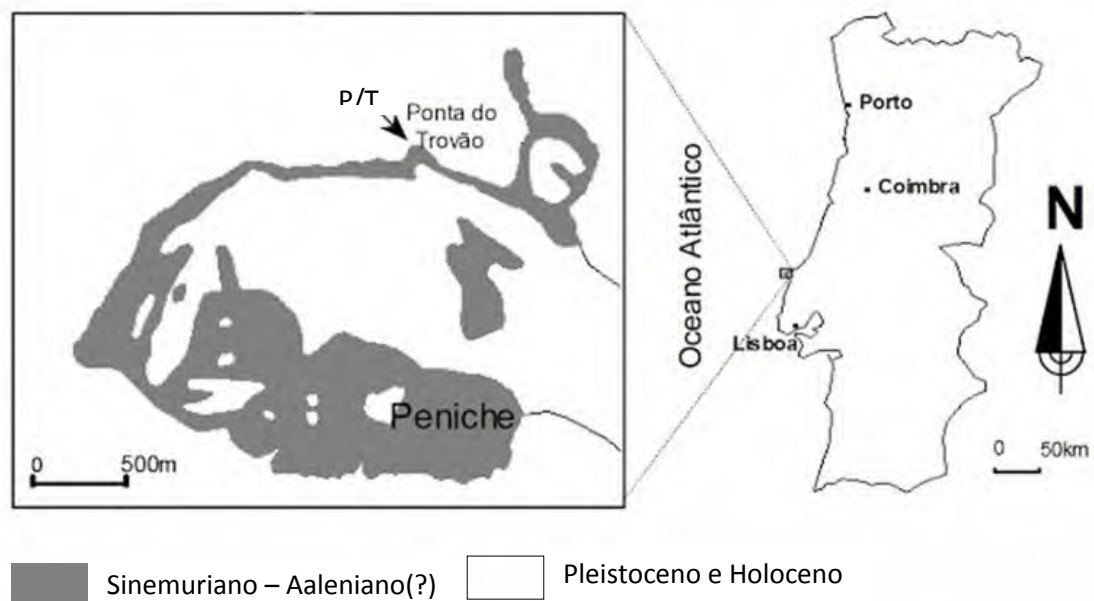 P/T
Ponta do
Trovão
Peniche
0 500m
Oceano Atlântico
Porto
Coimbra
Lisboa
N
0 50km
Sinemuriano – Aaleniano(?)
Pleistoceno e Holoceno